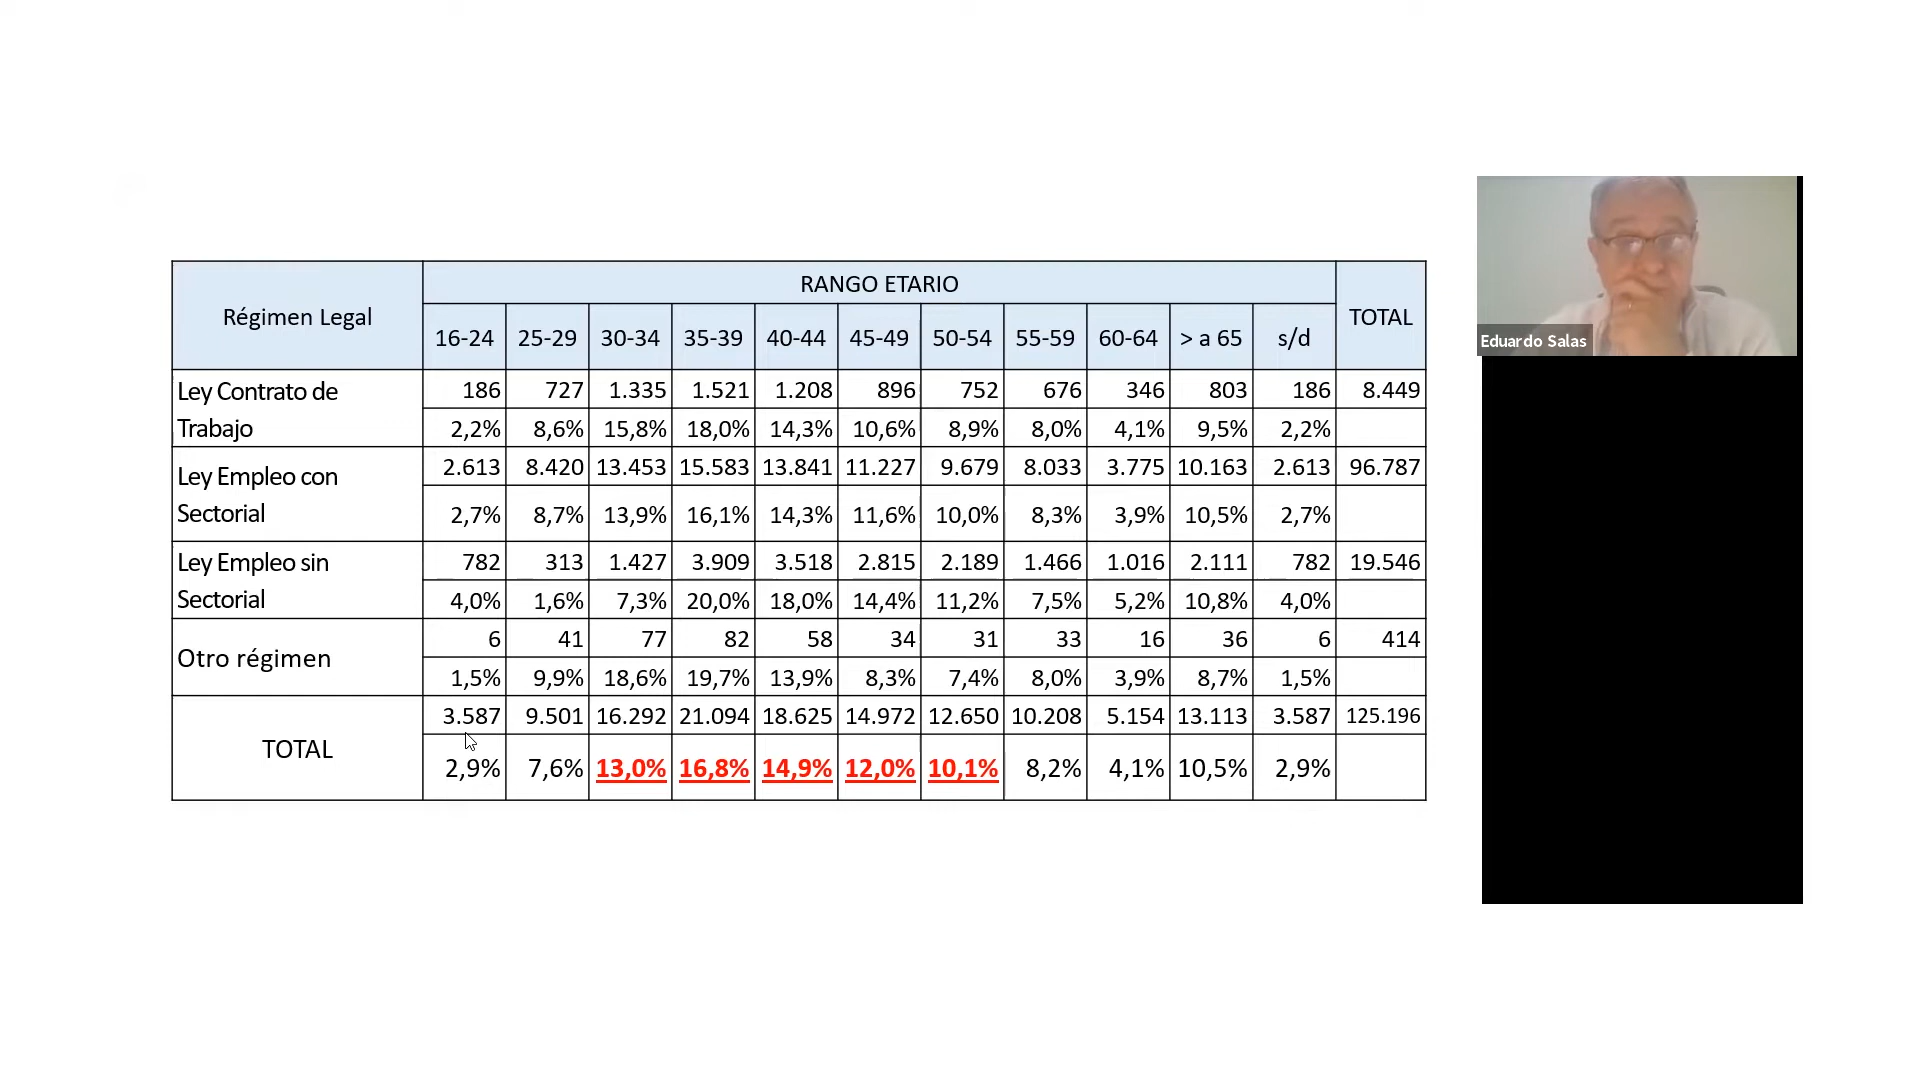 RANGO ETARIO
Régimen Legal
TOTAL
16-24 25-29 30-34 35-39 40-44 45-49 50-54 55-59 60-64 > a 65 s/d
Ley Contrato de
Trabajo
186 727 1.335 1.521 1.208 896 752 676 346 803 186 8.449
2,2% 8,6% 15,8% 18,0% 14,3% 10,6% 8,9% 8,0% 4,1% 9,5% 2,2%
Ley Empleo con
Sectorial
2.613 8.420 13.453 15.583 13.841 11.227 9.679 8.033 3.775 10.163 2.613 96.787
2,7% 8,7% 13,9% 16,1% 14,3% 11,6% 10,0% 8,3% 3,9% 10,5% 2,7%
Ley Empleo sin
Sectorial
782 313 1.427 3.909 3.518 2.815 2.189 1.466 1.016 2.111 782 19.546
4,0% 1,6% 7,3% 20,0% 18,0% 14,4% 11,2% 7,5% 5,2% 10,8% 4,0%
Otro régimen
6 41 77 82 58 34 31 33 16 36 6 414
1,5% 9,9% 18,6% 19,7% 13,9% 8,3% 7,4% 8,0% 3,9% 8,7% 1,5%
TOTAL
3.587 9.501 16.292 21.094 18.625 14.972 12.650 10.208 5.154 13.113 3.587 125.196
2,9% 7,6% 13,0% 16,8% 14,9% 12,0% 10,1% 8,2% 4,1% 10,5% 2,9%
Eduardo Salas